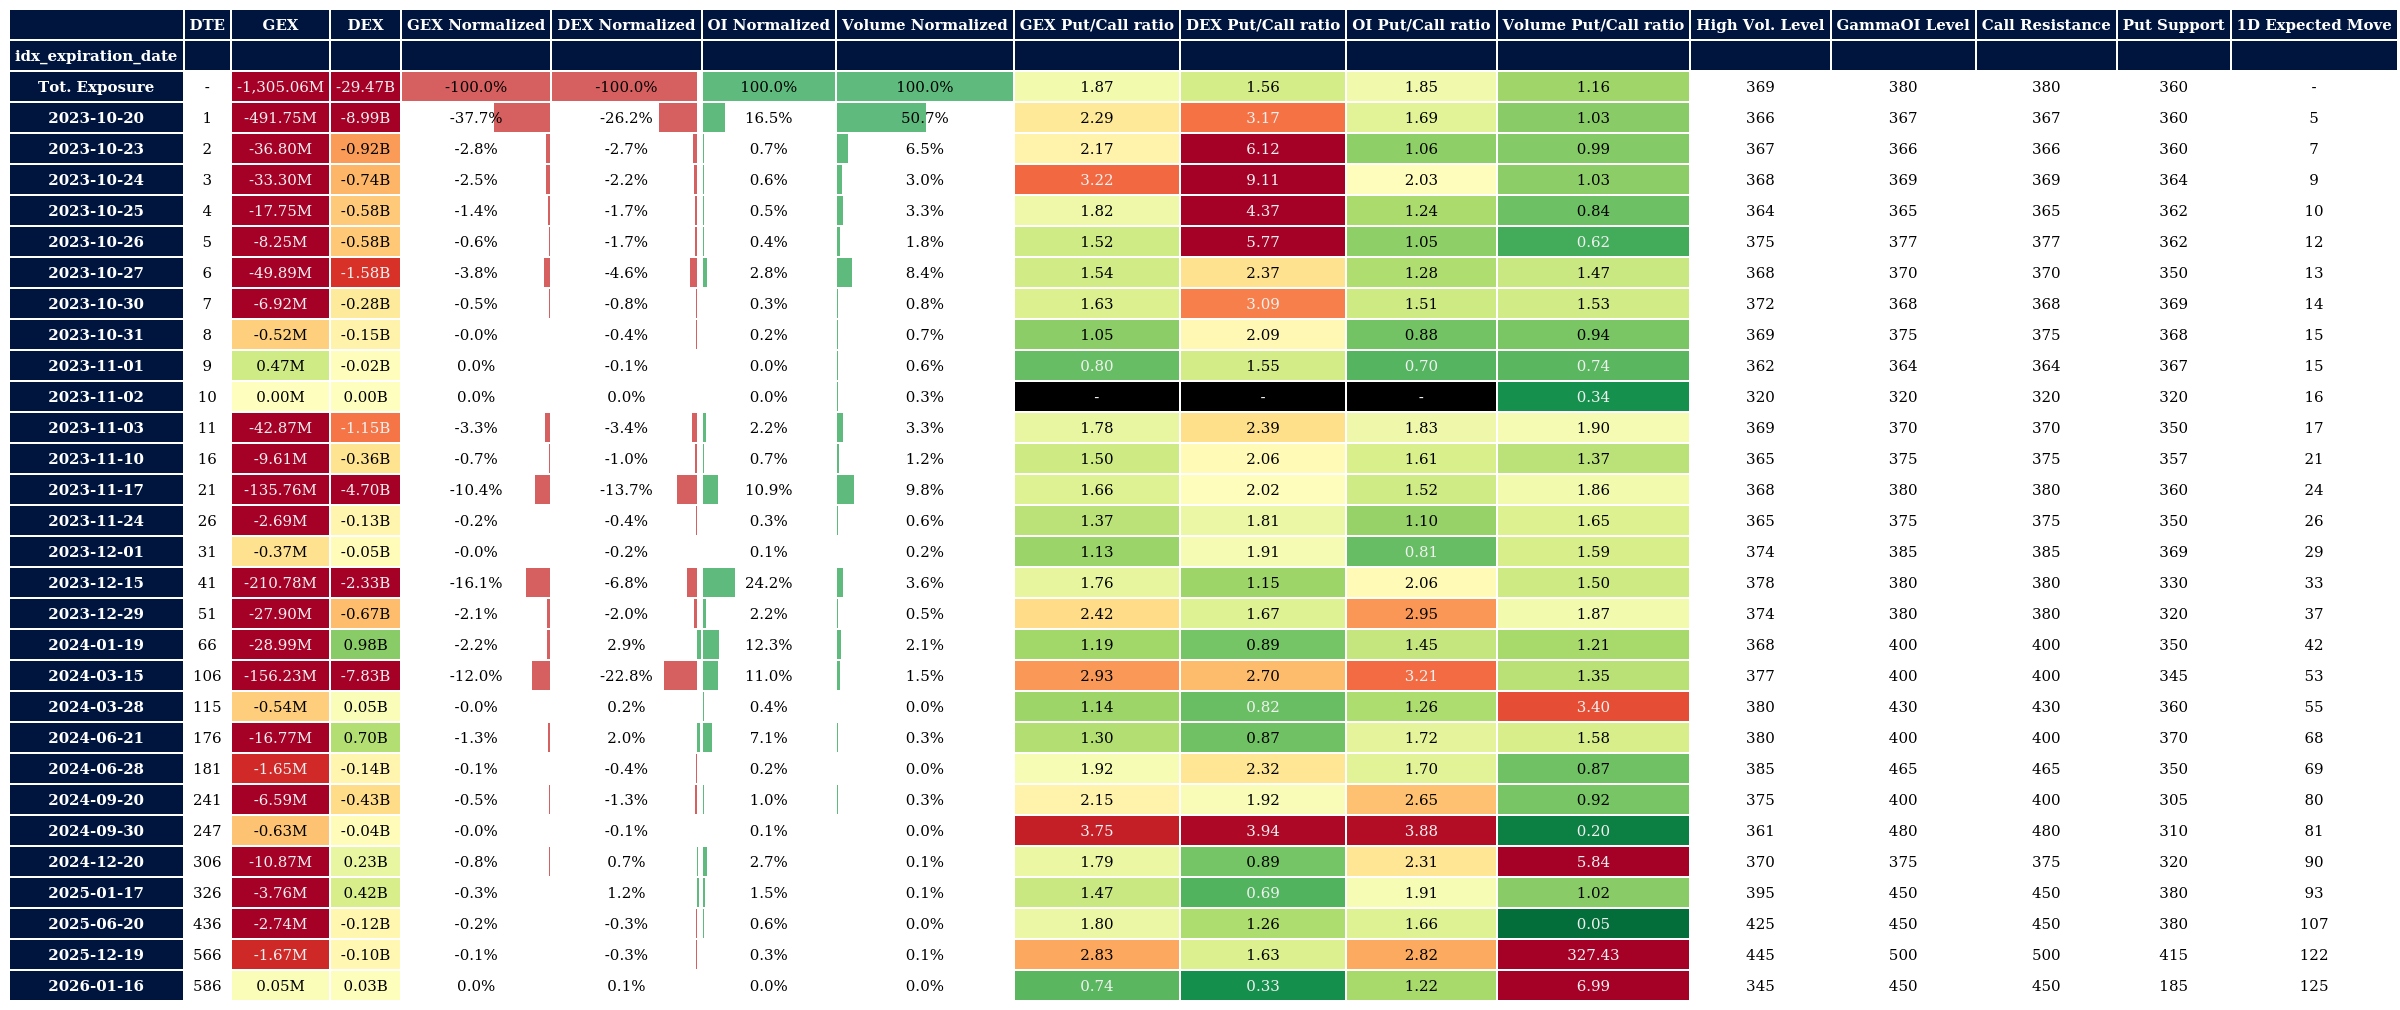 DTE GEX DEX GEX Normalized DEX Normalized OI Normalized Volume Normalized GEX Put/Call ratio DEX Put/Call ratio OI Put/Call ratio Volume Put/Call ratio High Vol. Level GammaOI Level Call Resistance Put Support 1D Expected Move
idx_expiration_date
Tot. Exposure - -1,305.06M -29.47B -100.0% -100.0% 100.0% 100.0% 1.87 1.56 1.85 1.16 369 380 380 360 -
2023-10-20 1 -491.75M -8.99B -37.7% -26.2% 16.5% 50.7% 2.29 3.17 1.69 1.03 366 367 367 360 5
2023-10-23 2 -36.80M -0.92B -2.8% -2.7% 0.7% 6.5% 2.17 6.12 1.06 0.99 367 366 366 360 7
2023-10-24 3 -33.30M -0.74B -2.5% -2.2% 0.6% 3.0% 3.22 9.11 2.03 1.03 368 369 369 364 9
2023-10-25 4 -17.75M -0.58B -1.4% -1.7% 0.5% 3.3% 1.82 4.37 1.24 0.84 364 365 365 362 10
2023-10-26 5 -8.25M -0.58B -0.6% -1.7% 0.4% 1.8% 1.52 5.77 1.05 0.62 375 377 377 362 12
2023-10-27 6 -49.89M -1.58B -3.8% -4.6% 2.8% 8.4% 1.54 2.37 1.28 1.47 368 370 370 350 13
2023-10-30 7 -6.92M -0.28B -0.5% -0.8% 0.3% 0.8% 1.63 3.09 1.51 1.53 372 368 368 369 14
2023-10-31 8 -0.52M -0.15B -0.0% -0.4% 0.2% 0.7% 1.05 2.09 0.88 0.94 369 375 375 368 15
2023-11-01 9 0.47M -0.02B 0.0% -0.1% 0.0% 0.6% 0.80 1.55 0.70 0.74 362 364 364 367 15
2023-11-02 10 0.00M 0.00B 0.0% 0.0% 0.0% 0.3% - - - 0.34 320 320 320 320 16
2023-11-03 11 -42.87M -1.15B -3.3% -3.4% 2.2% 3.3% 1.78 2.39 1.83 1.90 369 370 370 350 17
2023-11-10 16 -9.61M -0.36B -0.7% -1.0% 0.7% 1.2% 1.50 2.06 1.61 1.37 365 375 375 357 21
2023-11-17 21 -135.76M -4.70B -10.4% -13.7% 10.9% 9.8% 1.66 2.02 1.52 1.86 368 380 380 360 24
2023-11-24 26 -2.69M -0.13B -0.2% -0.4% 0.3% 0.6% 1.37 1.81 1.10 1.65 365 375 375 350 26
2023-12-01 31 -0.37M -0.05B -0.0% -0.2% 0.1% 0.2% 1.13 1.91 0.81 1.59 374 385 385 369 29
2023-12-15 41 -210.78M -2.33B -16.1% -6.8% 24.2% 3.6% 1.76 1.15 2.06 1.50 378 380 380 330 33
2023-12-29 51 -27.90M -0.67B -2.1% -2.0% 2.2% 0.5% 2.42 1.67 2.95 1.87 374 380 380 320 37
2024-01-19 66 -28.99M 0.98B -2.2% 2.9% 12.3% 2.1% 1.19 0.89 1.45 1.21 368 400 400 350 42
2024-03-15 106 -156.23M -7.83B -12.0% -22.8% 11.0% 1.5% 2.93 2.70 3.21 1.35 377 400 400 345 53
2024-03-28 115 -0.54M 0.05B -0.0% 0.2% 0.4% 0.0% 1.14 0.82 1.26 3.40 380 430 430 360 55
2024-06-21 176 -16.77M 0.70B -1.3% 2.0% 7.1% 0.3% 1.30 0.87 1.72 1.58 380 400 400 370 68
2024-06-28 181 -1.65M -0.14B -0.1% -0.4% 0.2% 0.0% 1.92 2.32 1.70 0.87 385 465 465 350 69
2024-09-20 241 -6.59M -0.43B -0.5% -1.3% 1.0% 0.3% 2.15 1.92 2.65 0.92 375 400 400 305 80
2024-09-30 247 -0.63M -0.04B -0.0% -0.1% 0.1% 0.0% 3.75 3.94 3.88 0.20 361 480 480 310 81
2024-12-20 306 -10.87M 0.23B -0.8% 0.7% 2.7% 0.1% 1.79 0.89 2.31 5.84 370 375 375 320 90
2025-01-17 326 -3.76M 0.42B -0.3% 1.2% 1.5% 0.1% 1.47 0.69 1.91 1.02 395 450 450 380 93
2025-06-20 436 -2.74M -0.12B -0.2% -0.3% 0.6% 0.0% 1.80 1.26 1.66 0.05 425 450 450 380 107
2025-12-19 566 -1.67M -0.10B -0.1% -0.3% 0.3% 0.1% 2.83 1.63 2.82 327.43 445 500 500 415 122
2026-01-16 586 0.05M 0.03B 0.0% 0.1% 0.0% 0.0% 0.74 0.33 1.22 6.99 345 450 450 185 125